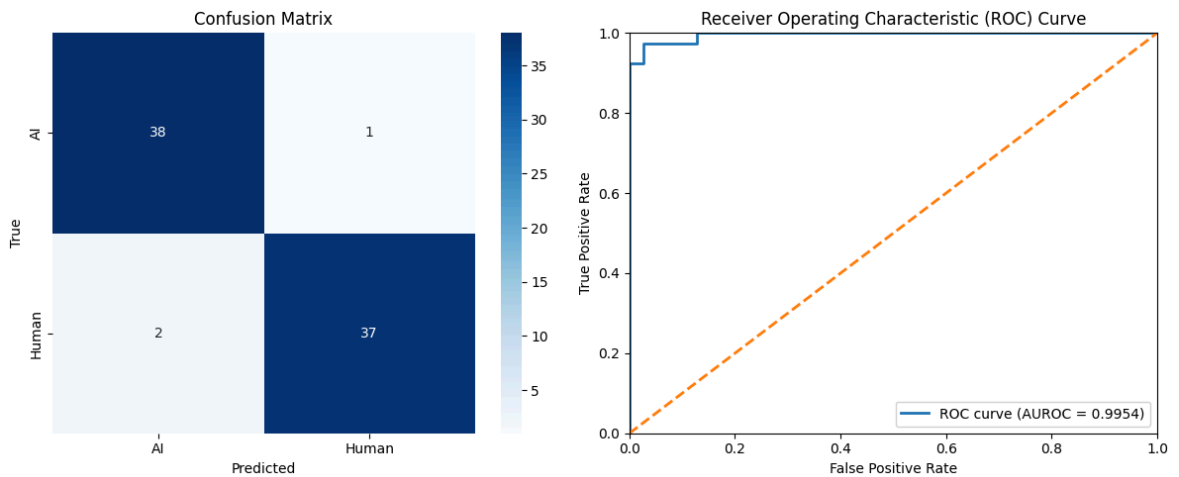 Confusion Matrix
True
AI
Human
38
1
2
37
AI
Human
Predicted
35
30
25
20
15
10
5
Receiver Operating Characteristic (ROC) Curve
True Positive Rate
1.0
0.8
0.6
0.4
0.2
0.0
0.0
0.2
0.4
0.6
0.8
1.0
False Positive Rate
ROC curve (AUROC = 0.9954)